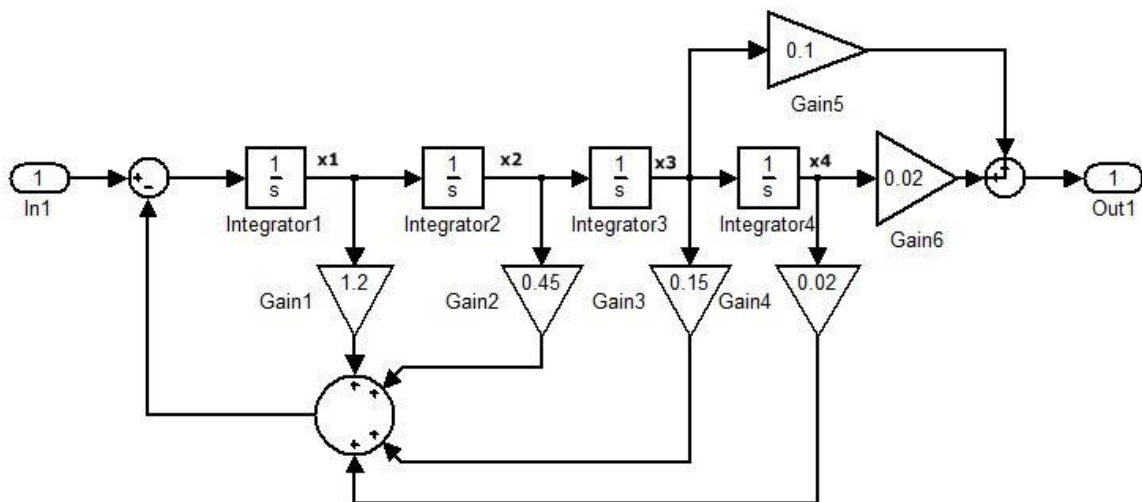 0.1
Gain5
1
In1
+
-
1
s
Integrator1
x1
1
s
Integrator2
x2
1
s
Integrator3
x3
1
s
Integrator4
x4
0.02
Gain6
+
+
1
Out1
Gain1
1.2
Gain2
0.45
Gain3
0.15
Gain4
0.02
+
+
+
+